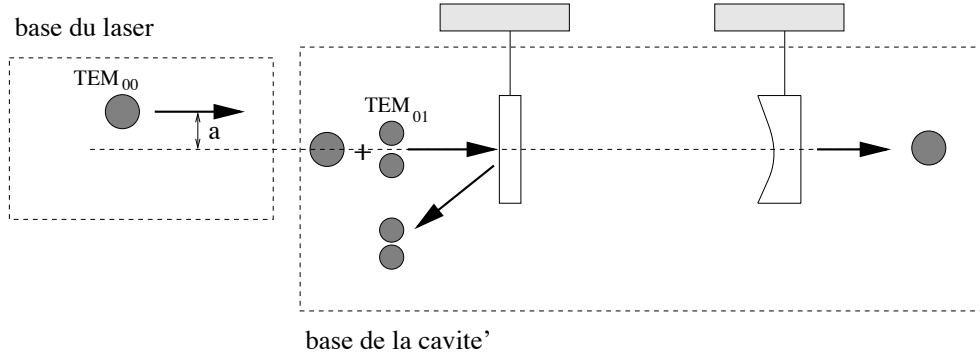 base du laser
TEM00
a
TEM01
+
base de la cavite'